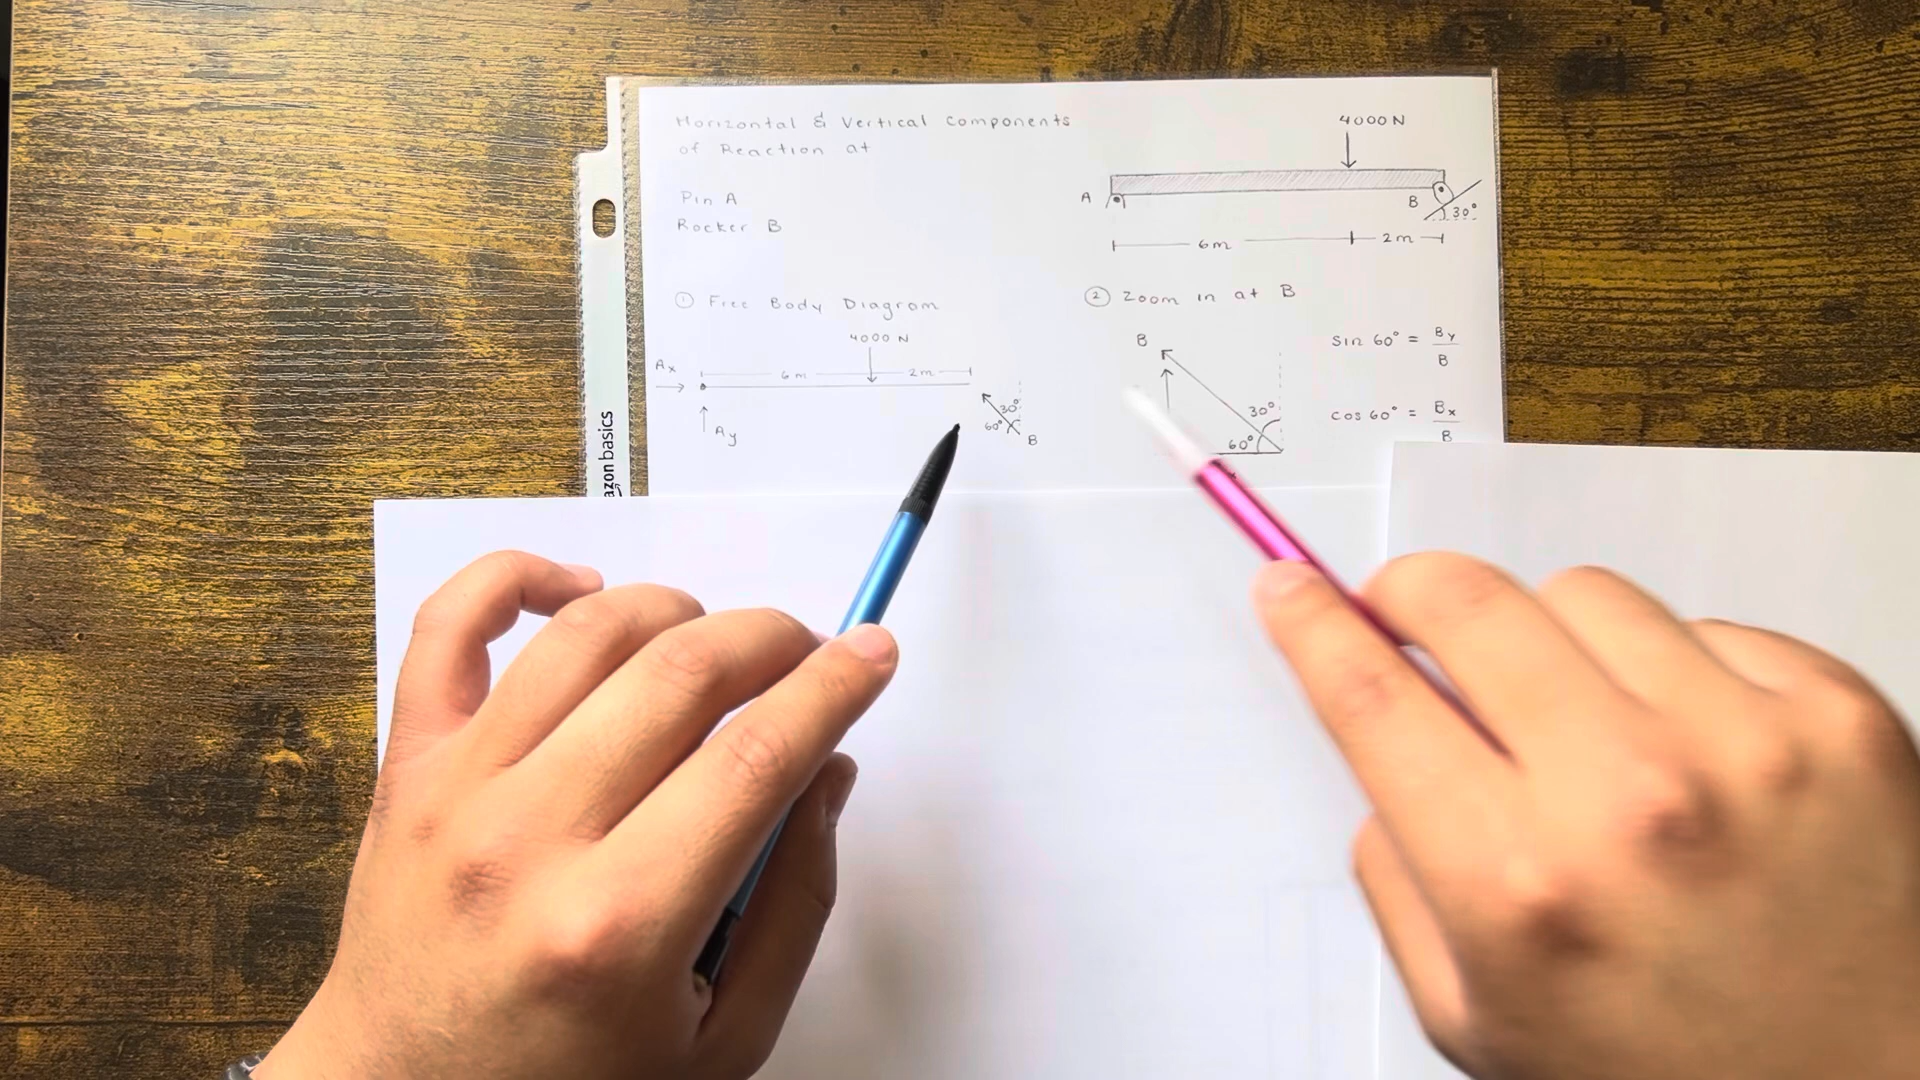 Horizontal & Vertical Components
of Reaction at
Pin A
Rocker B
4000 N
A
B
30°
6m
2m
① Free Body Diagram
4000 N
Ax
6m
2m
Ay
30°
60°
B
② Zoom in at B
B
30°
60°
sin 60° = By / B
cos 60° = Bx / B
azon basics